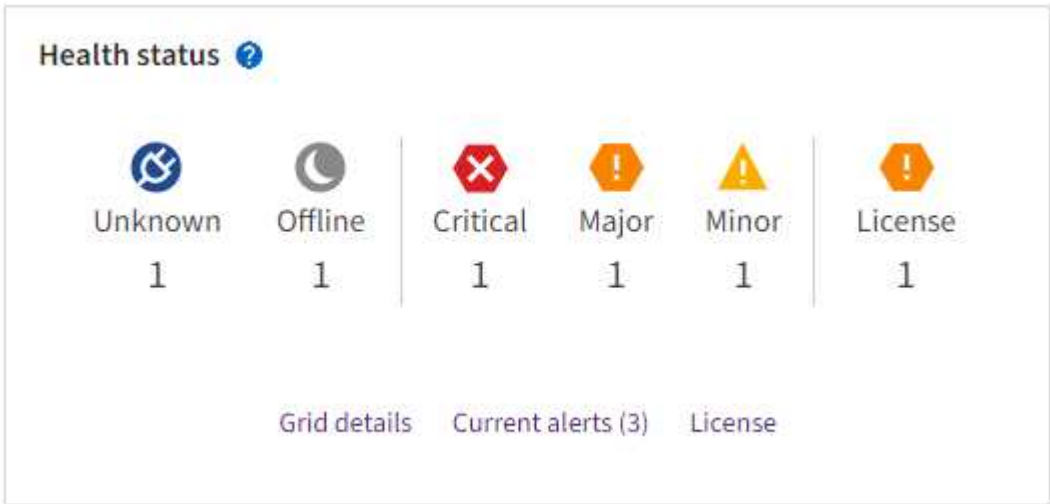 Health status ?
Unknown Offline Critical Major Minor License
1 1 1 1 1 1
Grid details Current alerts (3) License